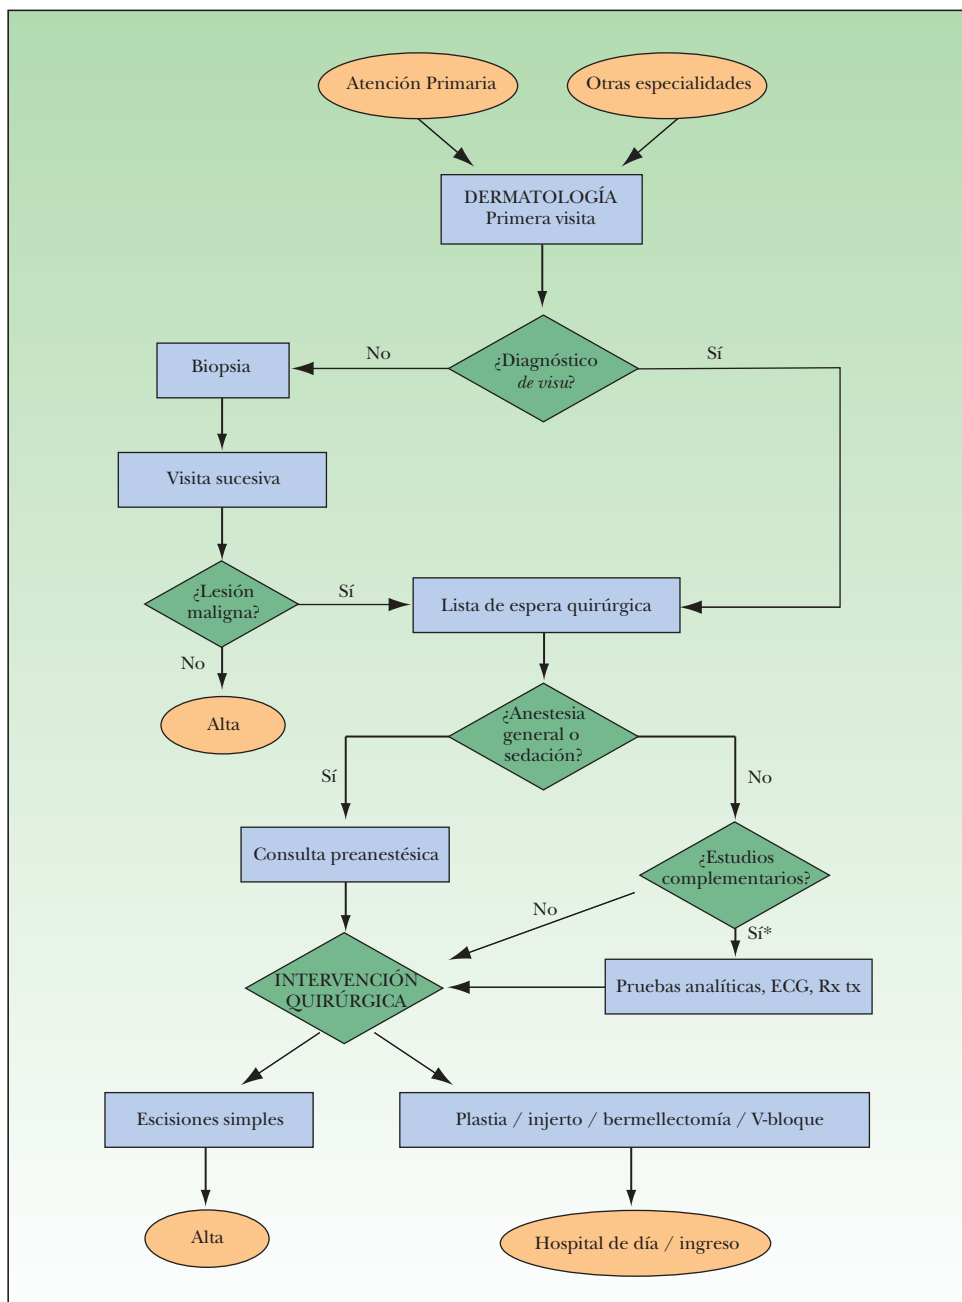 Atención Primaria
Otras especialidades
DERMATOLOGÍA
Primera visita
¿Diagnóstico
de visu?
No
Sí
Biopsia
Visita sucesiva
¿Lesión
maligna?
Sí
No
Lista de espera quirúrgica
Alta
¿Anestesia
general o
sedación?
Sí
No
Consulta preanestésica
¿Estudios
complementarios?
No
Sí*
INTERVENCIÓN
QUIRÚRGICA
Pruebas analíticas, ECG, Rx tx
Escisiones simples
Plastia / injerto / bermellectomía / V-bloque
Alta
Hospital de día / ingreso